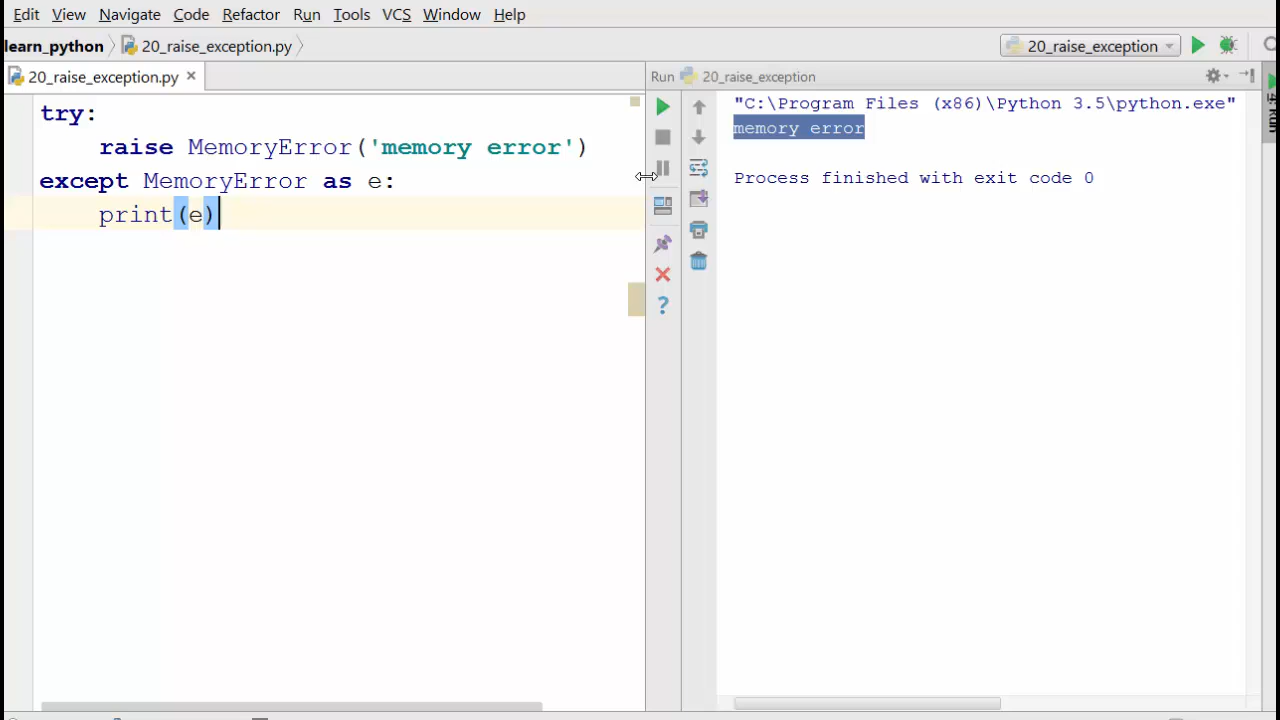 Edit View Navigate Code Refactor Run Tools VCS Window Help
learn_python 20_raise_exception.py 20_raise_exception
20_raise_exception.py
Run 20_raise_exception
try:
    raise MemoryError('memory error')
except MemoryError as e:
    print(e)
"C:\Program Files (x86)\Python 3.5\python.exe"
memory error
Process finished with exit code 0
4: Run